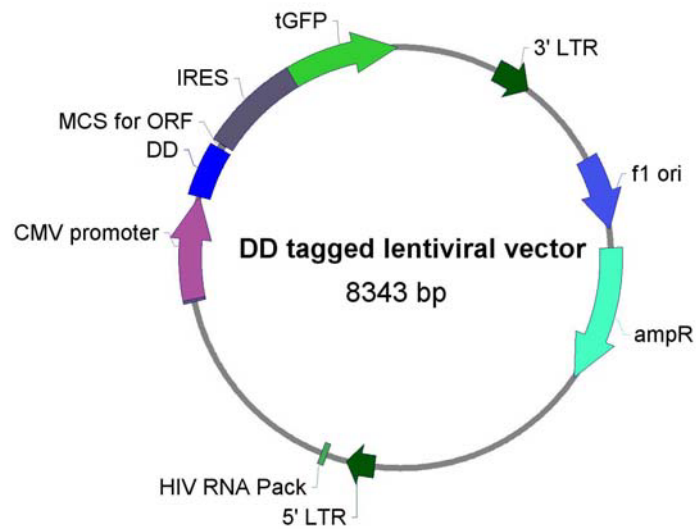 tGFP
3' LTR
IRES
MCS for ORF
DD
f1 ori
CMV promoter
DD tagged lentiviral vector
8343 bp
ampR
HIV RNA Pack
5' LTR